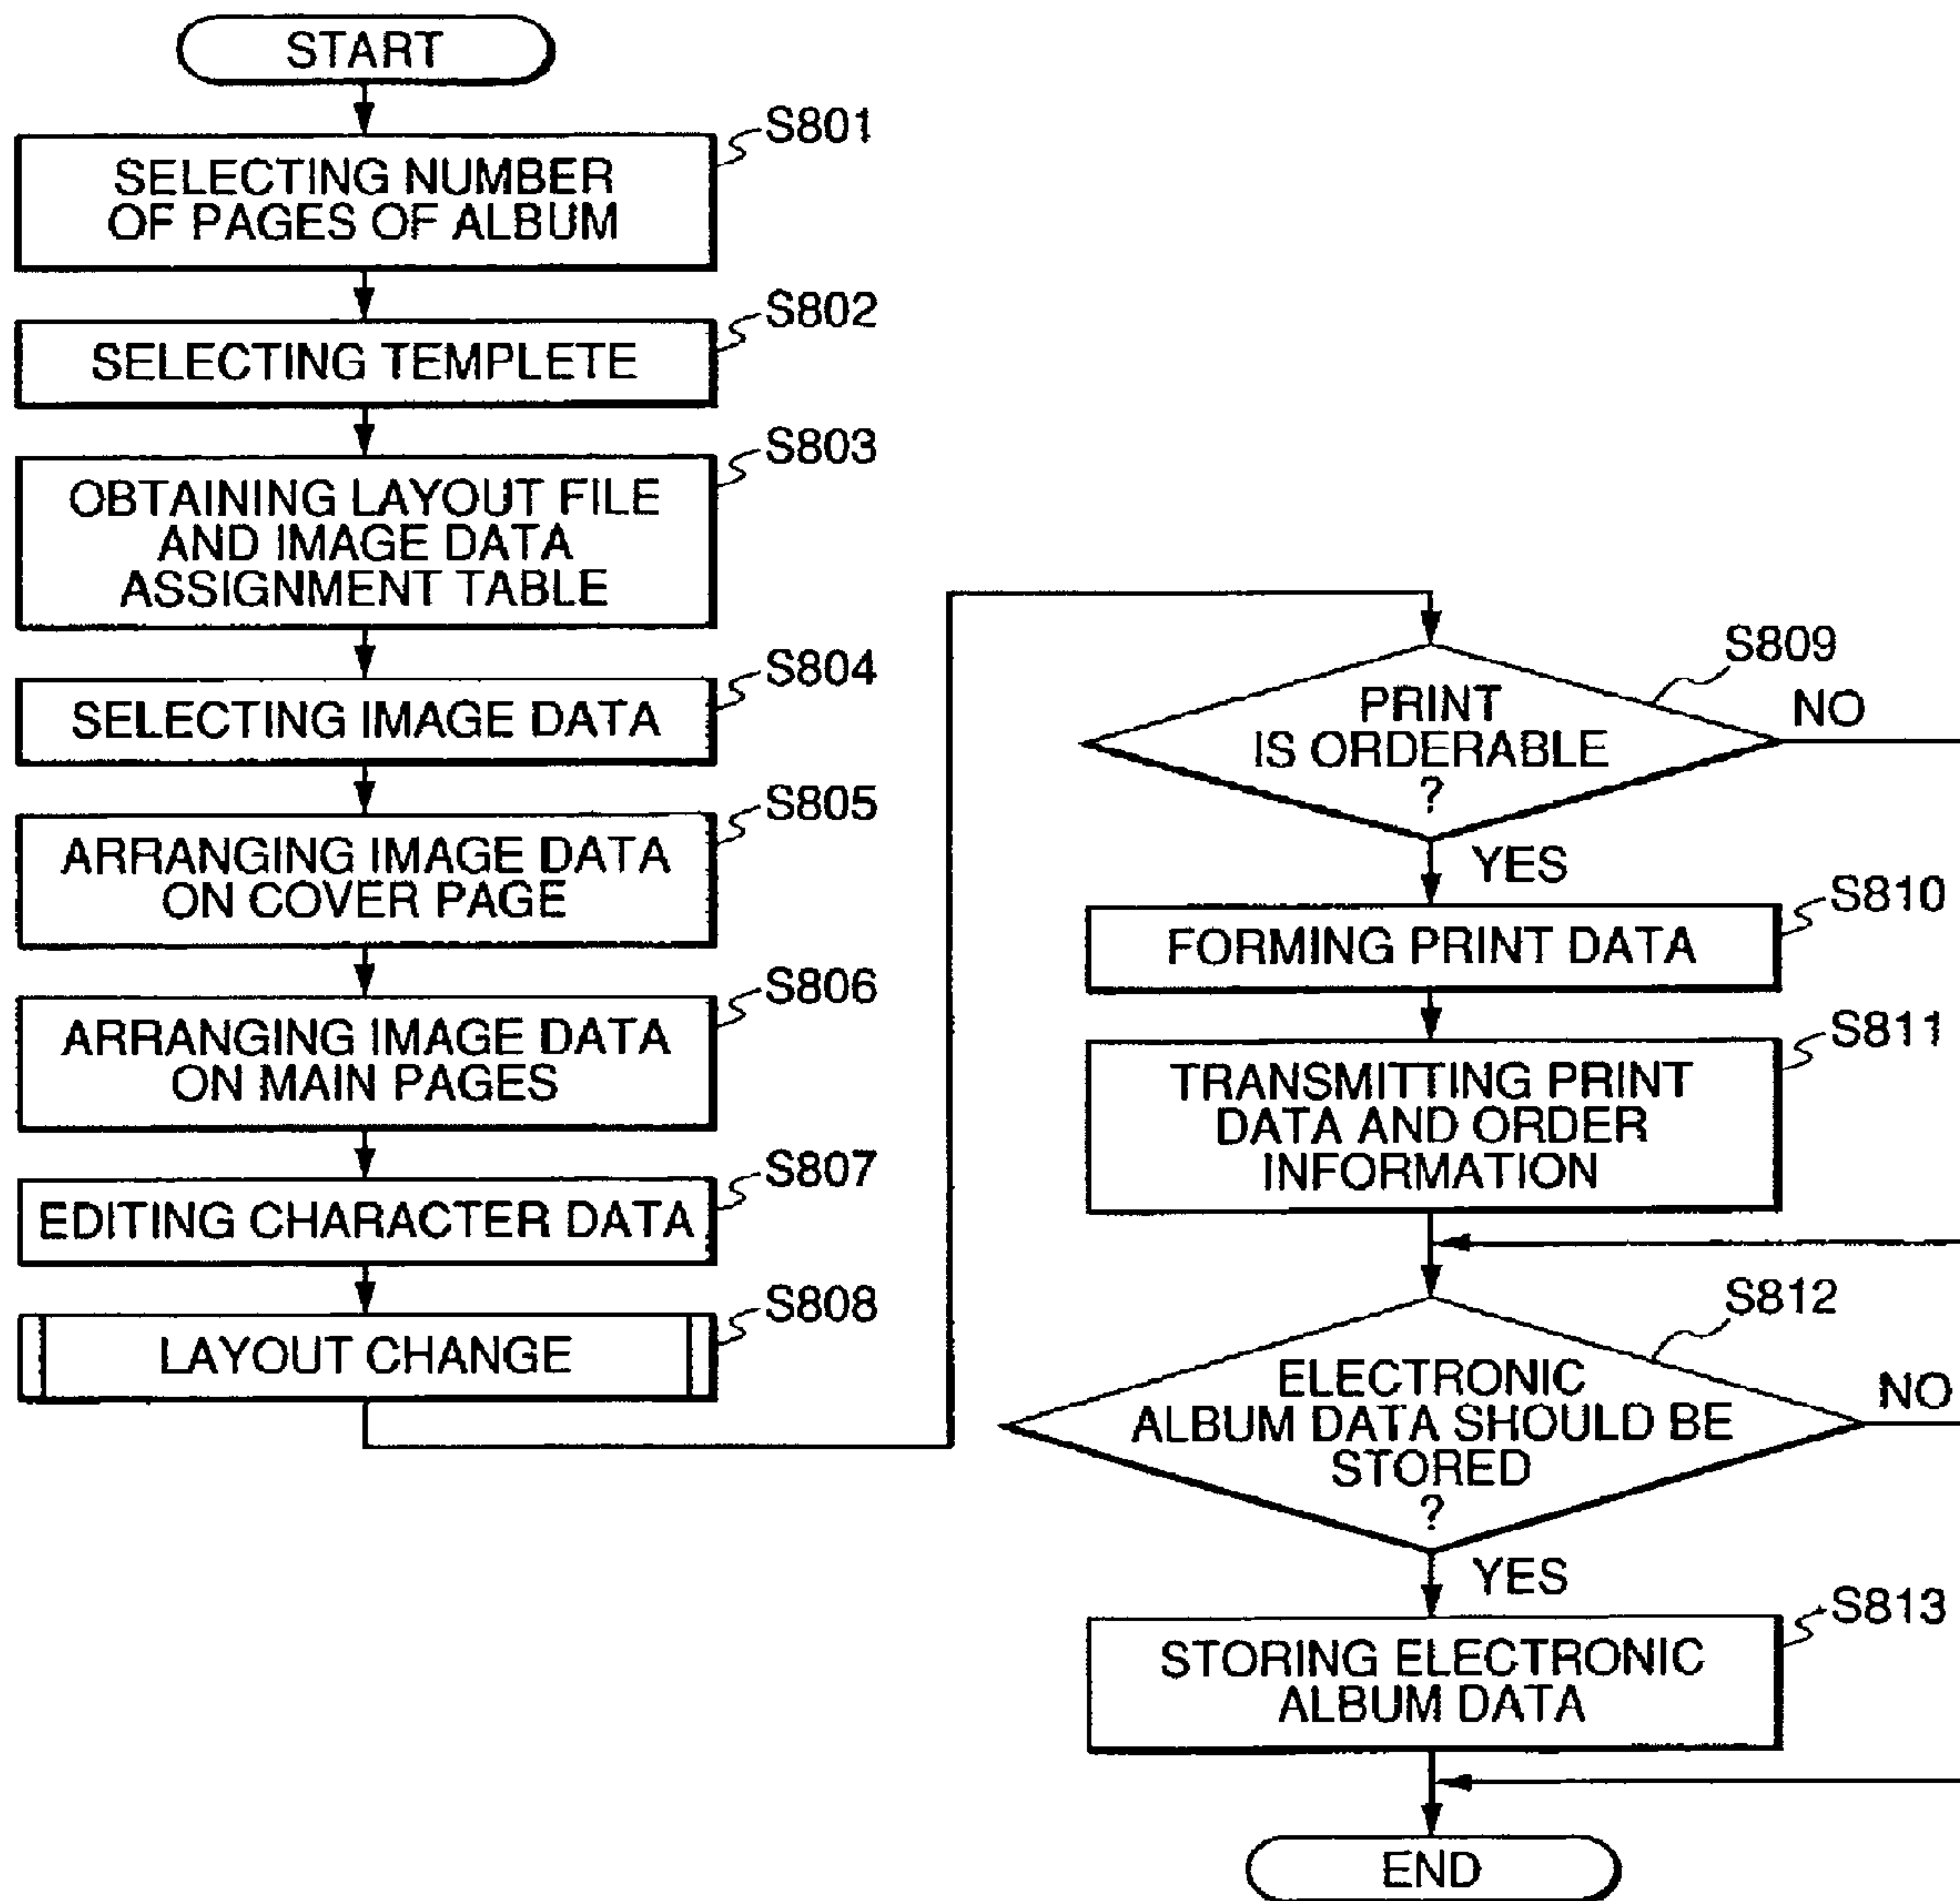 START
S801
SELECTING NUMBER
OF PAGES OF ALBUM
S802
SELECTING TEMPLETE
S803
OBTAINING LAYOUT FILE
AND IMAGE DATA
ASSIGNMENT TABLE
S804
SELECTING IMAGE DATA
S805
ARRANGING IMAGE DATA
ON COVER PAGE
S806
ARRANGING IMAGE DATA
ON MAIN PAGES
S807
EDITING CHARACTER DATA
S808
LAYOUT CHANGE
S809
PRINT
IS ORDERABLE
?
NO
YES
S810
FORMING PRINT DATA
S811
TRANSMITTING PRINT
DATA AND ORDER
INFORMATION
S812
ELECTRONIC
ALBUM DATA SHOULD BE
STORED
?
NO
YES
S813
STORING ELECTRONIC
ALBUM DATA
END